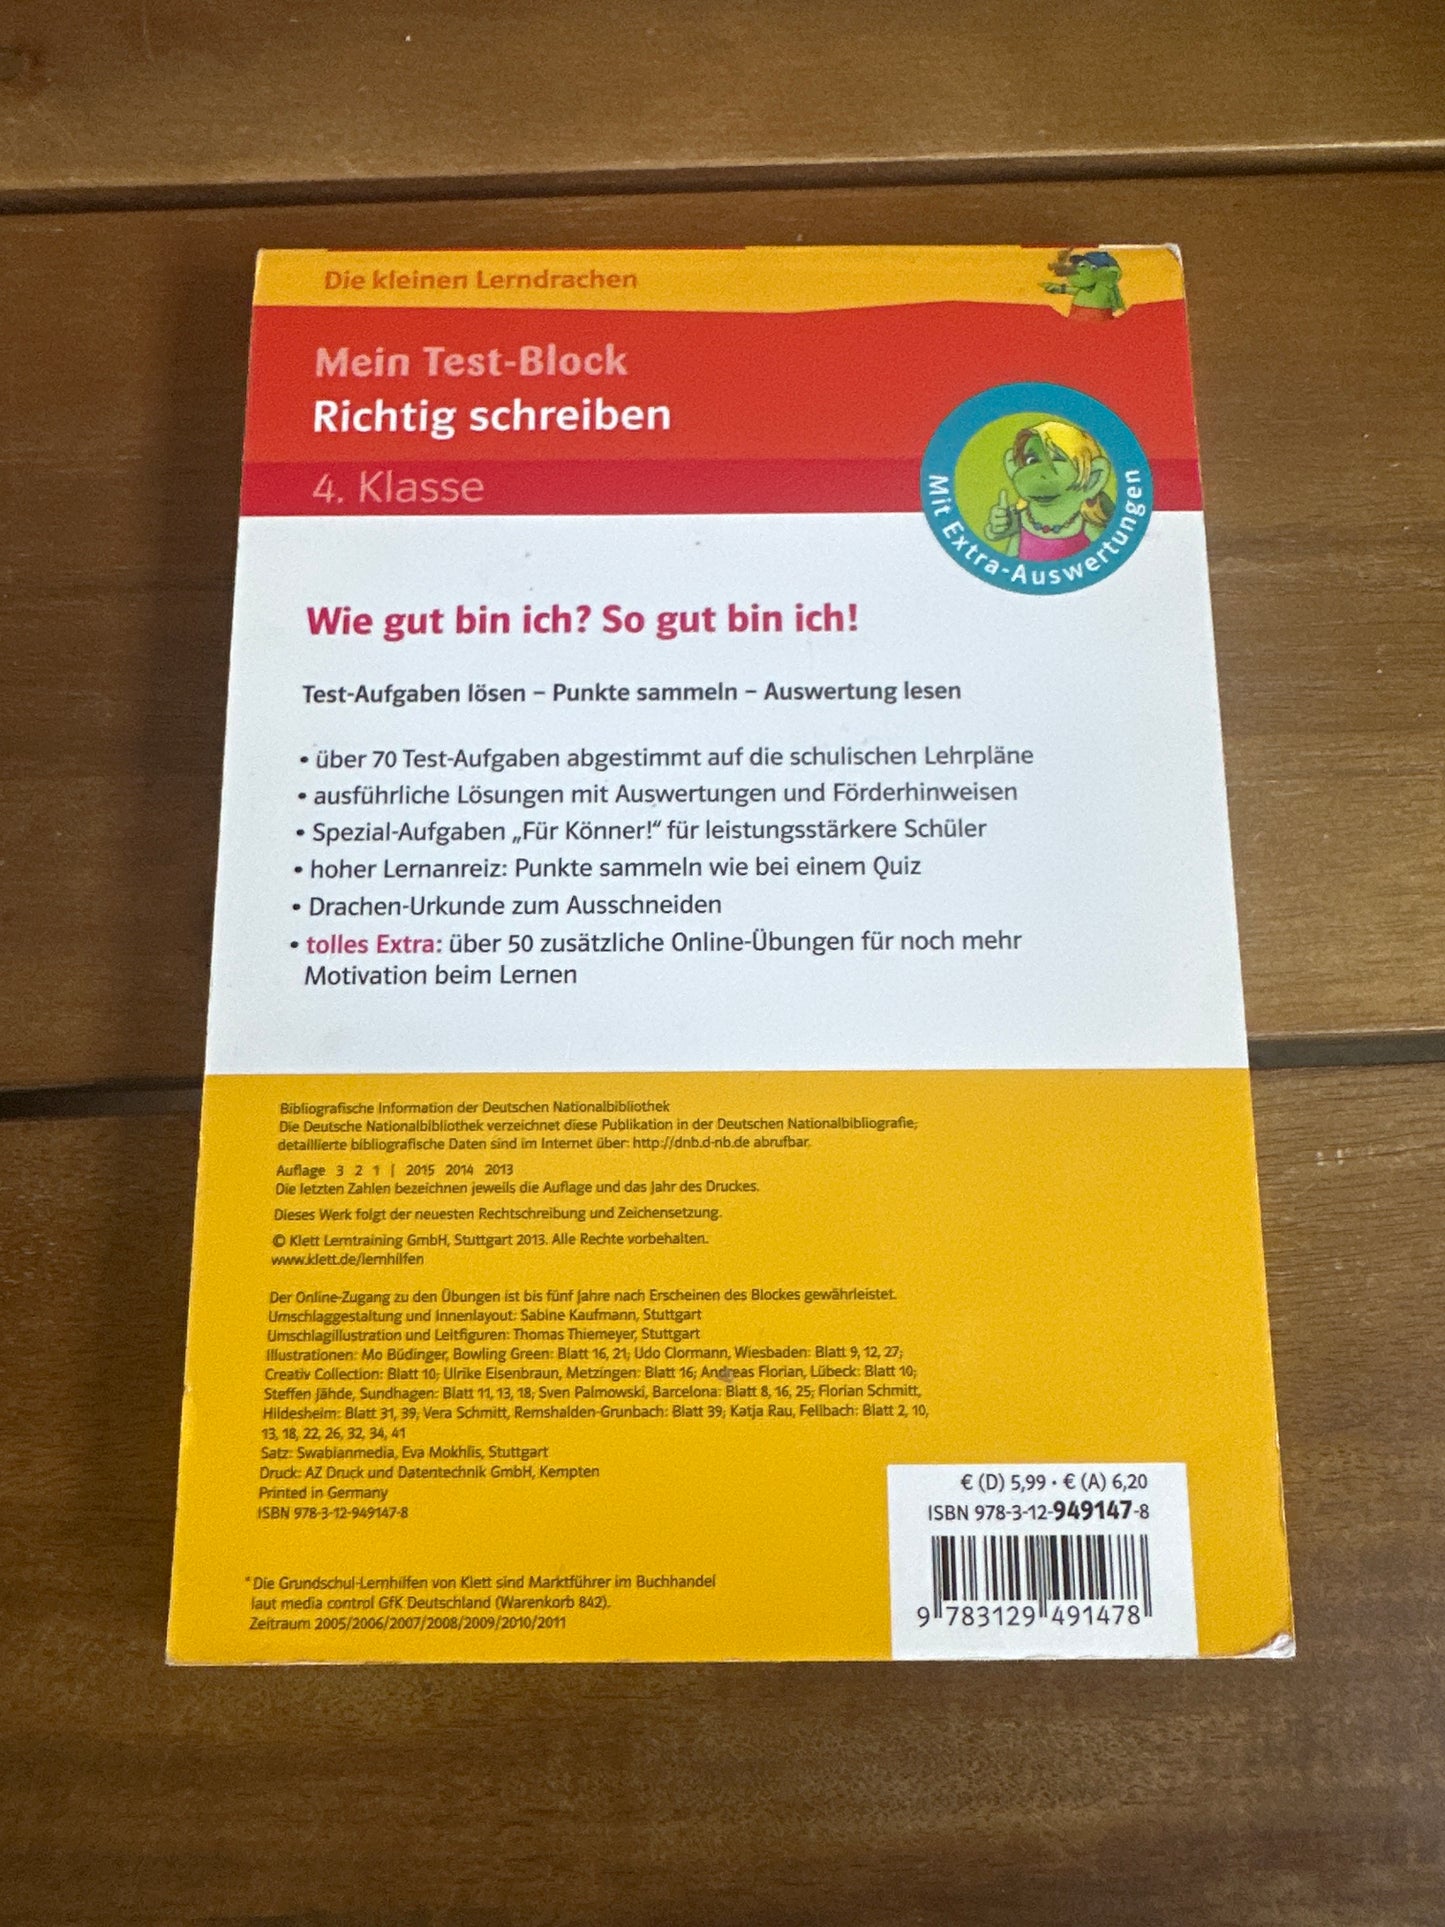 Die kleinen Lerndrachen
Mein Test-Block
Richtig schreiben
4. Klasse
Mit Extra-Auswertungen
Wie gut bin ich? So gut bin ich!
Test-Aufgaben lösen – Punkte sammeln – Auswertung lesen
• über 70 Test-Aufgaben abgestimmt auf die schulischen Lehrpläne
• ausführliche Lösungen mit Auswertungen und Förderhinweisen
• Spezial-Aufgaben „Für Könner!“ für leistungsstärkere Schüler
• hoher Lernanreiz: Punkte sammeln wie bei einem Quiz
• Drachen-Urkunde zum Ausschneiden
• tolles Extra: über 50 zusätzliche Online-Übungen für noch mehr
Motivation beim Lernen
Bibliografische Information der Deutschen Nationalbibliothek
Die Deutsche Nationalbibliothek verzeichnet diese Publikation in der Deutschen Nationalbibliografie;
detaillierte bibliografische Daten sind im Internet über: http://dnb.d-nb.de abrufbar.
Auflage 3 2 1 | 2015 2014 2013
Die letzten Zahlen bezeichnen jeweils die Auflage und das Jahr des Druckes.
Dieses Werk folgt der neuesten Rechtschreibung und Zeichensetzung.
© Klett Lerntraining GmbH, Stuttgart 2013. Alle Rechte vorbehalten.
www.klett.de/lernhilfen
Der Online-Zugang zu den Übungen ist bis fünf Jahre nach Erscheinen des Blockes gewährleistet.
Umschlaggestaltung und Innenlayout: Sabine Kaufmann, Stuttgart
Umschlagillustration und Leitfiguren: Thomas Thiemeyer, Stuttgart
Illustrationen: Mo Büdinger, Bowling Green: Blatt 16, 21; Udo Clormann, Wiesbaden: Blatt 9, 12, 27;
Creativ Collection: Blatt 10; Ulrike Eisenbraun, Metzingen: Blatt 16; Andreas Florian, Lübeck: Blatt 10;
Steffen Jähde, Sundhagen: Blatt 11, 13, 18; Sven Palmowski, Barcelona: Blatt 8, 16, 25; Florian Schmitt,
Hildesheim: Blatt 31, 39; Vera Schmitt, Remshalden-Grunbach: Blatt 39; Katja Rau, Fellbach: Blatt 2, 10,
13, 18, 22, 26, 32, 34, 41
Satz: Swabianmedia, Eva Mokhlis, Stuttgart
Druck: AZ Druck und Datentechnik GmbH, Kempten
Printed in Germany
ISBN 978-3-12-949147-8
*Die Grundschul-Lernhilfen von Klett sind Marktführer im Buchhandel
laut media control GfK Deutschland (Warenkorb 842).
Zeitraum 2005/2006/2007/2008/2009/2010/2011
€ (D) 5,99 · € (A) 6,20
ISBN 978-3-12-949147-8
9 783129 491478